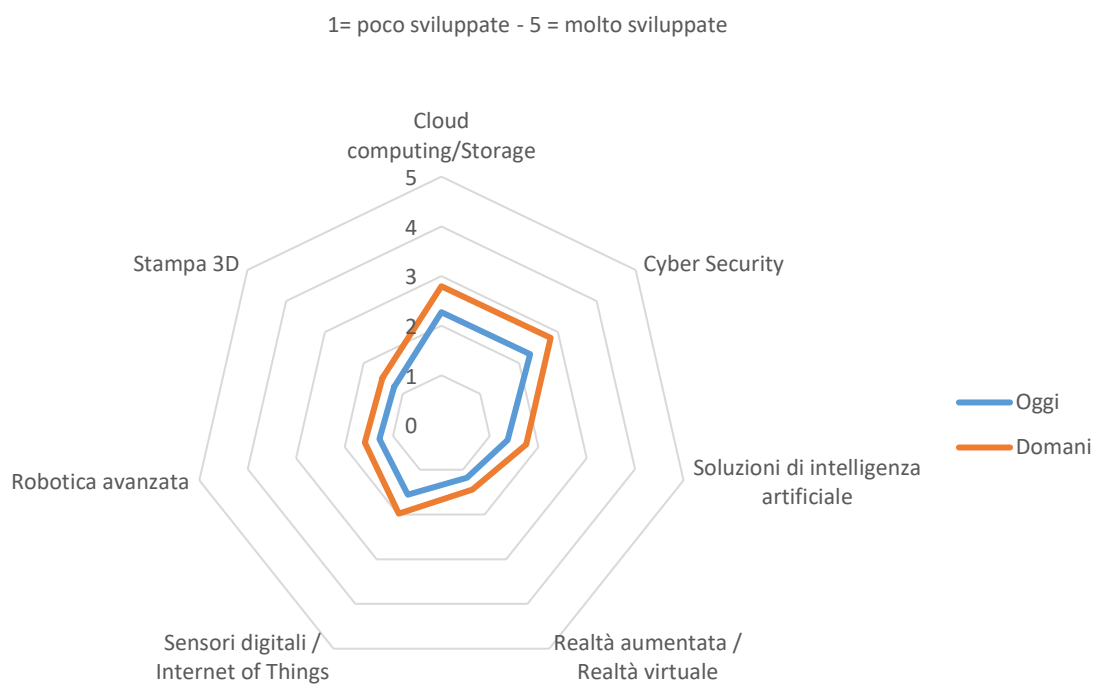 1= poco sviluppate - 5 = molto sviluppate
Cloud
computing/Storage
5
4
3
2
1
0
Stampa 3D
Cyber Security
Oggi
Domani
Robotica avanzata
Soluzioni di intelligenza
artificiale
Sensori digitali /
Internet of Things
Realtà aumentata /
Realtà virtuale